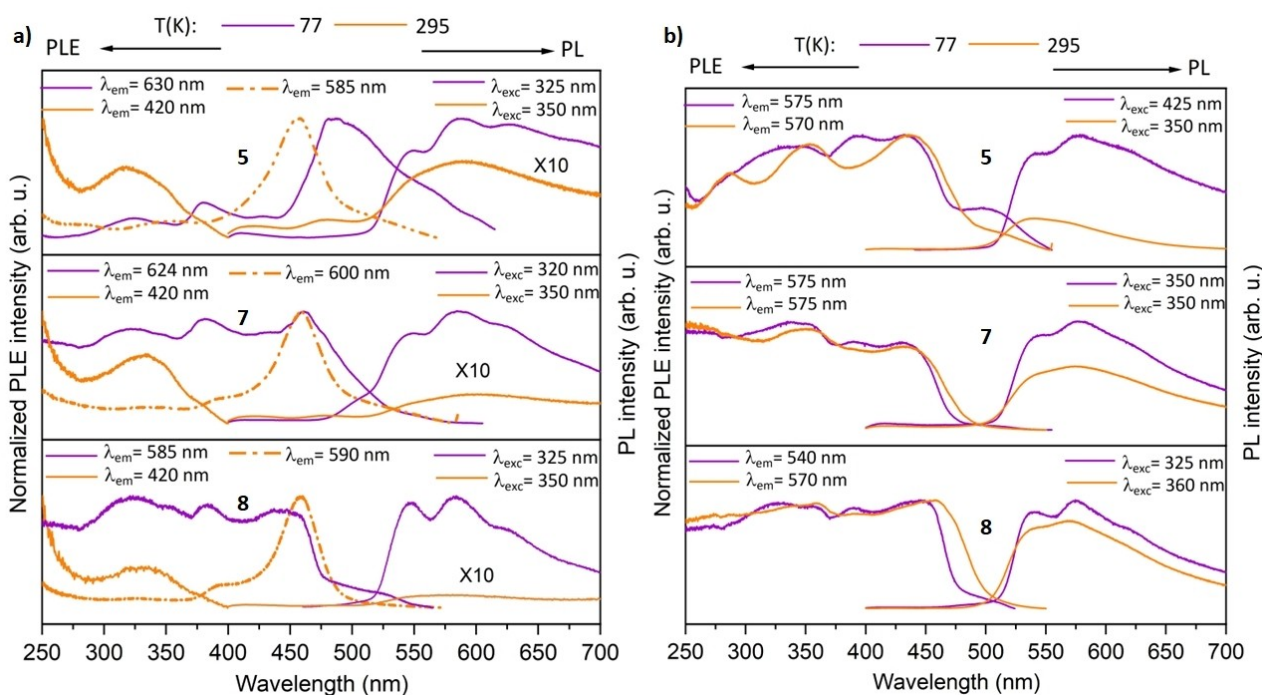 a)
T(K): 77 295
PLE PL
λem= 630 nm λem= 585 nm λexc= 325 nm
λem= 420 nm λexc= 350 nm
5 X10
λem= 624 nm λem= 600 nm λexc= 320 nm
λem= 420 nm λexc= 350 nm
7 X10
λem= 585 nm λem= 590 nm λexc= 325 nm
λem= 420 nm λexc= 350 nm
8 X10
250 300 350 400 450 500 550 600 650 700
Wavelength (nm)
Normalized PLE intensity (arb. u.)
PL intensity (arb. u.)
b)
T(K): 77 295
PLE PL
λem= 575 nm λexc= 425 nm
λem= 570 nm λexc= 350 nm
5
λem= 575 nm λexc= 350 nm
λem= 575 nm λexc= 350 nm
7
λem= 540 nm λexc= 325 nm
λem= 570 nm λexc= 360 nm
8
250 300 350 400 450 500 550 600 650 700
Wavelength (nm)
Normalized PLE intensity (arb. u.)
PL intensity (arb. u.)